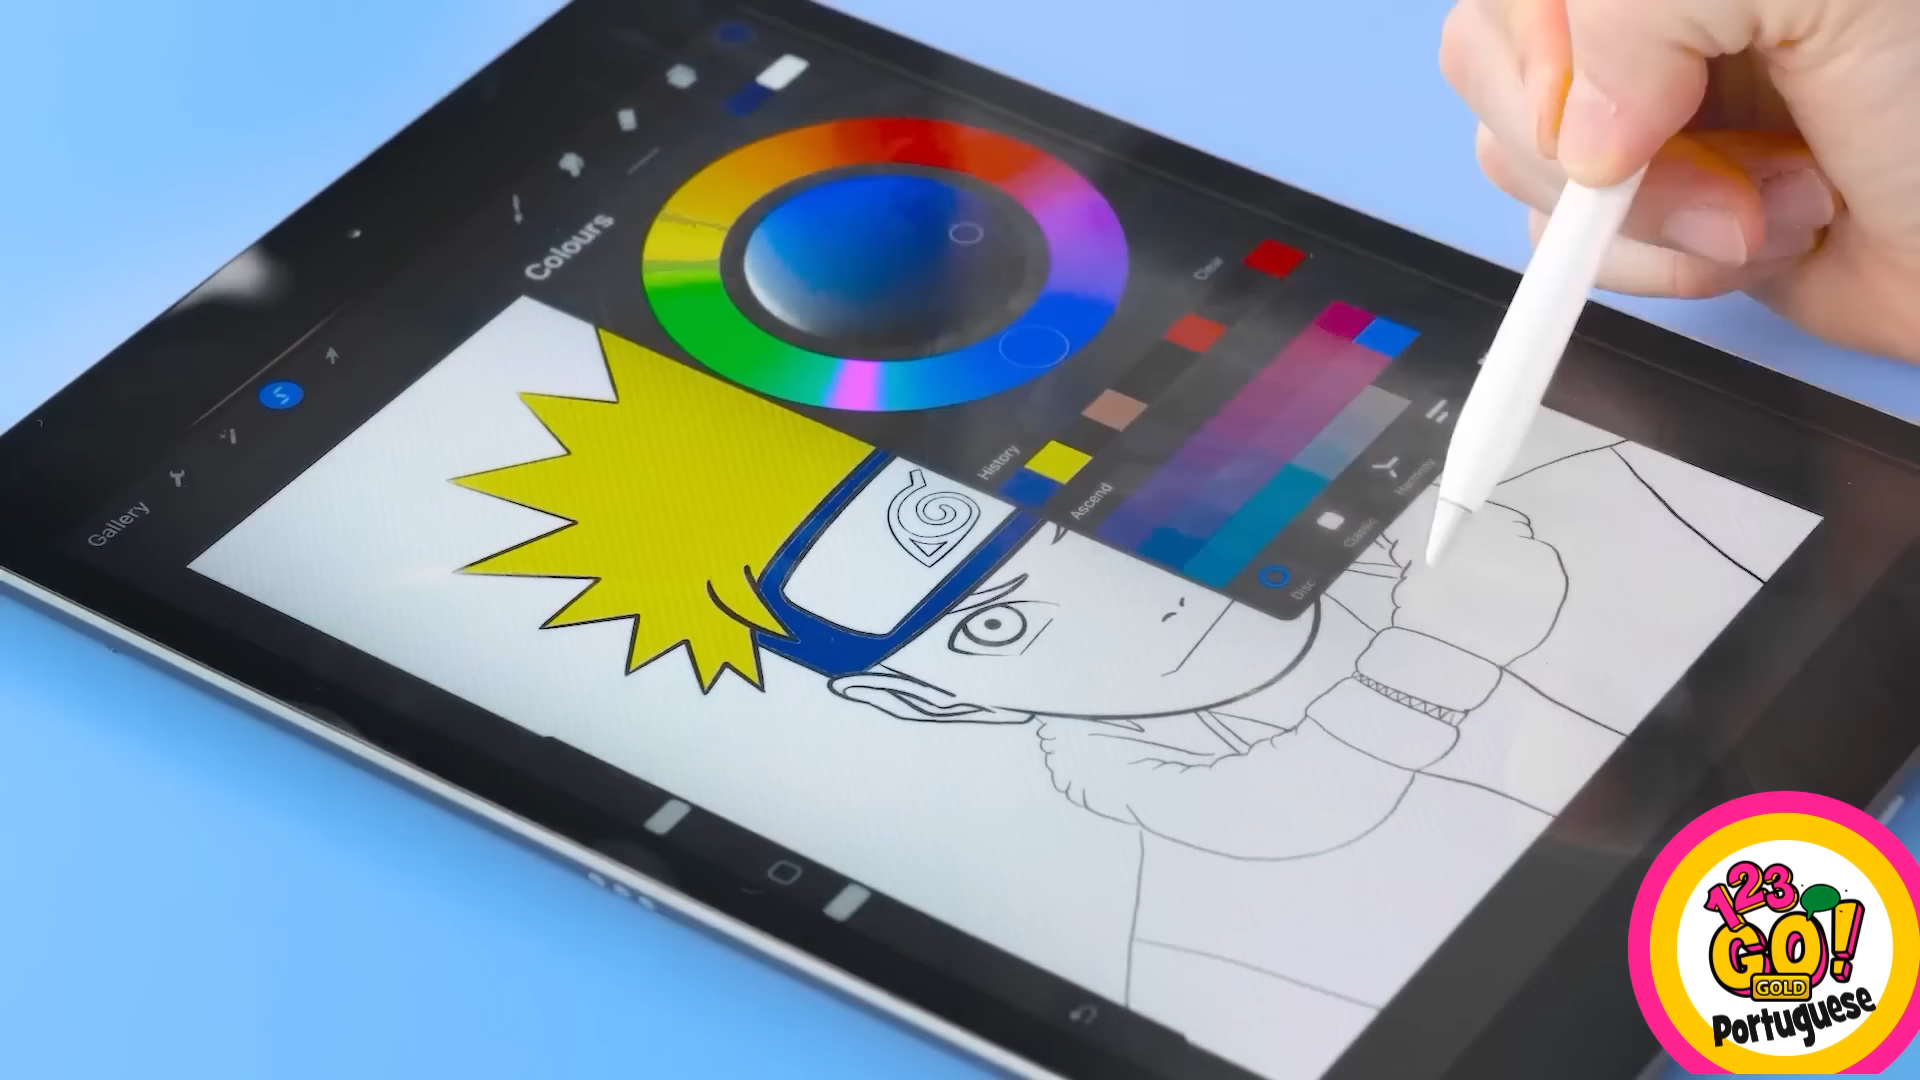 Gallery
Colours
Clear
History
Ascend
Disc
Classic
Harmony
123
GO!
GOLD
Portuguese